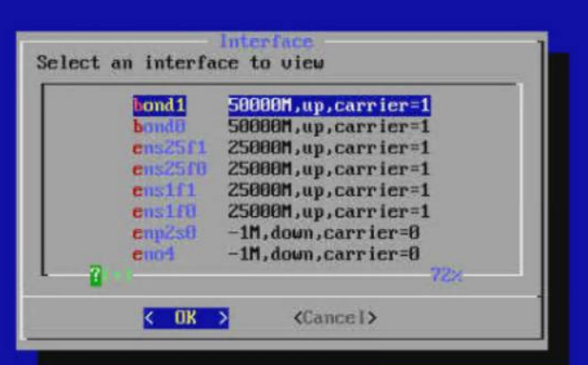 Interface
Select an interface to view
bond1 50000M,up,carrier=1
bond0 50000M,up,carrier=1
ens25f1 25000M,up,carrier=1
ens25f0 25000M,up,carrier=1
ens1f1 25000M,up,carrier=1
ens1f0 25000M,up,carrier=1
enp2s0 -1M,down,carrier=0
eno4 -1M,down,carrier=0
72%
< OK > <Cancel>